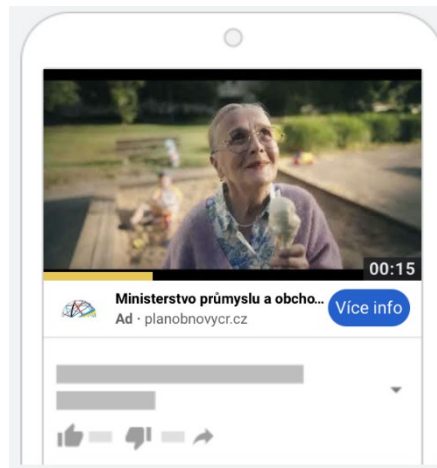 00:15
Ministerstvo průmyslu a obcho...
Ad · planobnovycr.cz
Více info